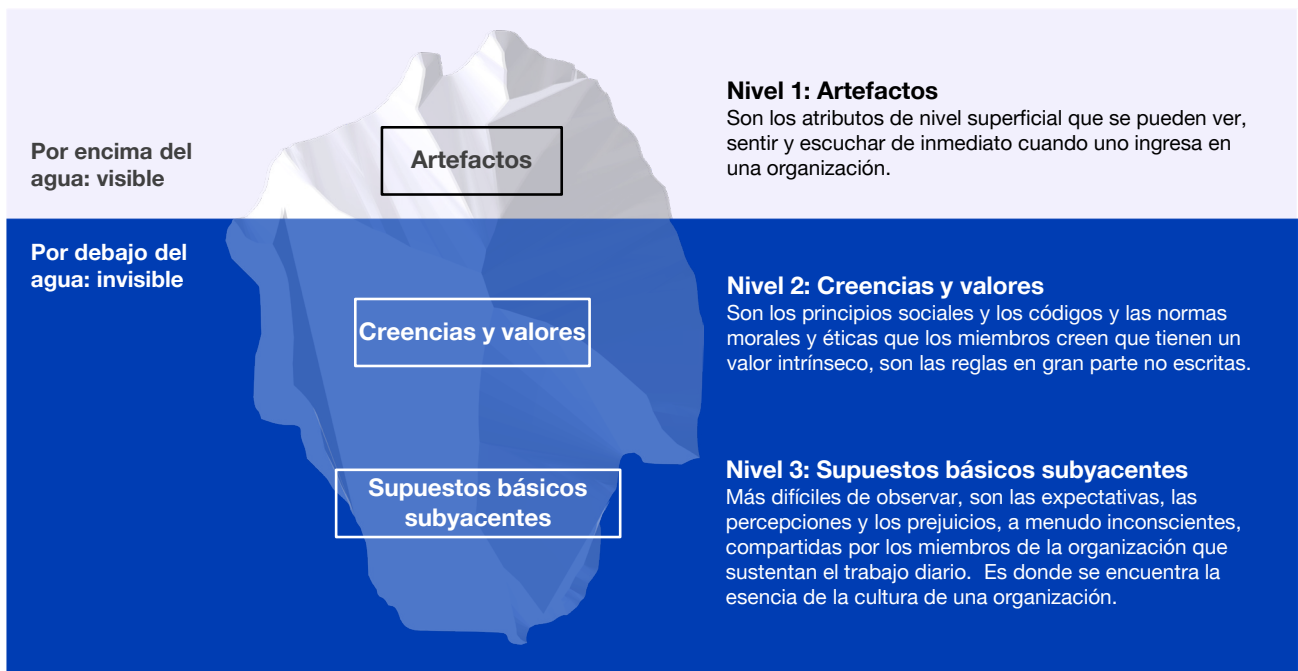 Por encima del
agua: visible
Artefactos
Nivel 1: Artefactos
Son los atributos de nivel superficial que se pueden ver,
sentir y escuchar de inmediato cuando uno ingresa en
una organización.
Por debajo del
agua: invisible
Creencias y valores
Nivel 2: Creencias y valores
Son los principios sociales y los códigos y las normas
morales y éticas que los miembros creen que tienen un
valor intrínseco, son las reglas en gran parte no escritas.
Supuestos básicos
subyacentes
Nivel 3: Supuestos básicos subyacentes
Más difíciles de observar, son las expectativas, las
percepciones y los prejuicios, a menudo inconscientes,
compartidas por los miembros de la organización que
sustentan el trabajo diario.  Es donde se encuentra la
esencia de la cultura de una organización.